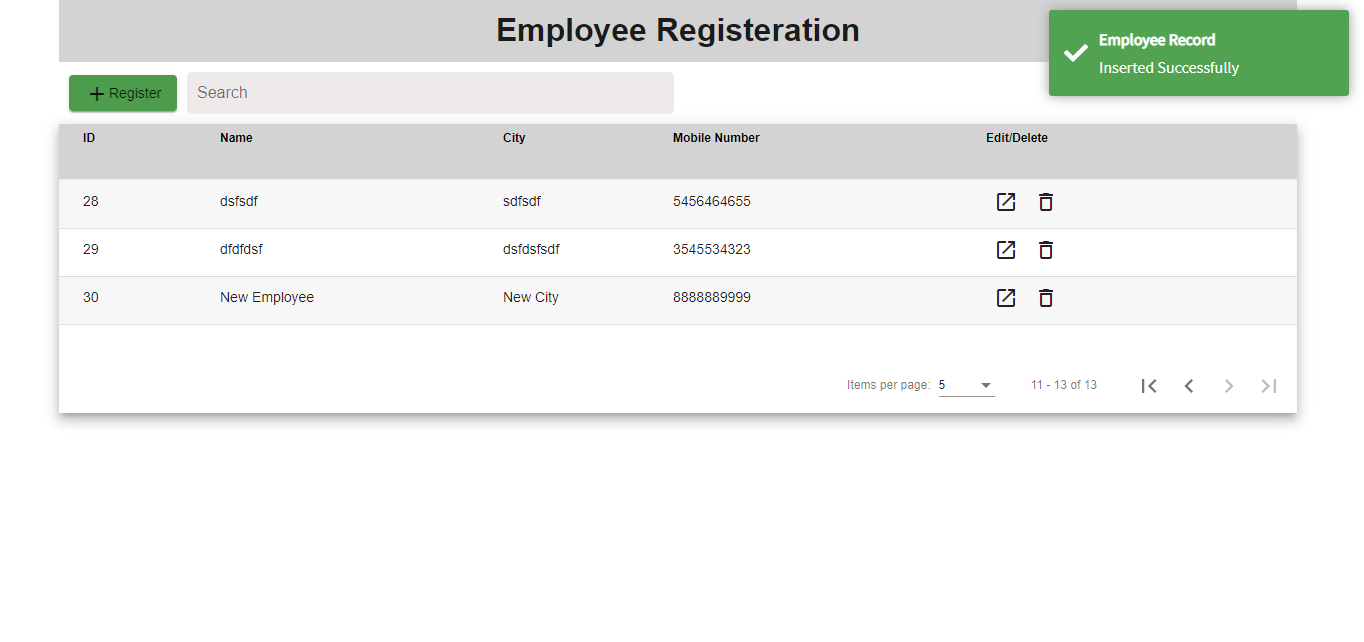 Employee Registeration
Employee Record
Inserted Successfully
Register
Search
ID Name City Mobile Number Edit/Delete
28 dsfsdf sdfsdf 5456464655
29 dfdfdsf dsfdsfsdf 3545534323
30 New Employee New City 8888889999
Items per page: 5 11 - 13 of 13